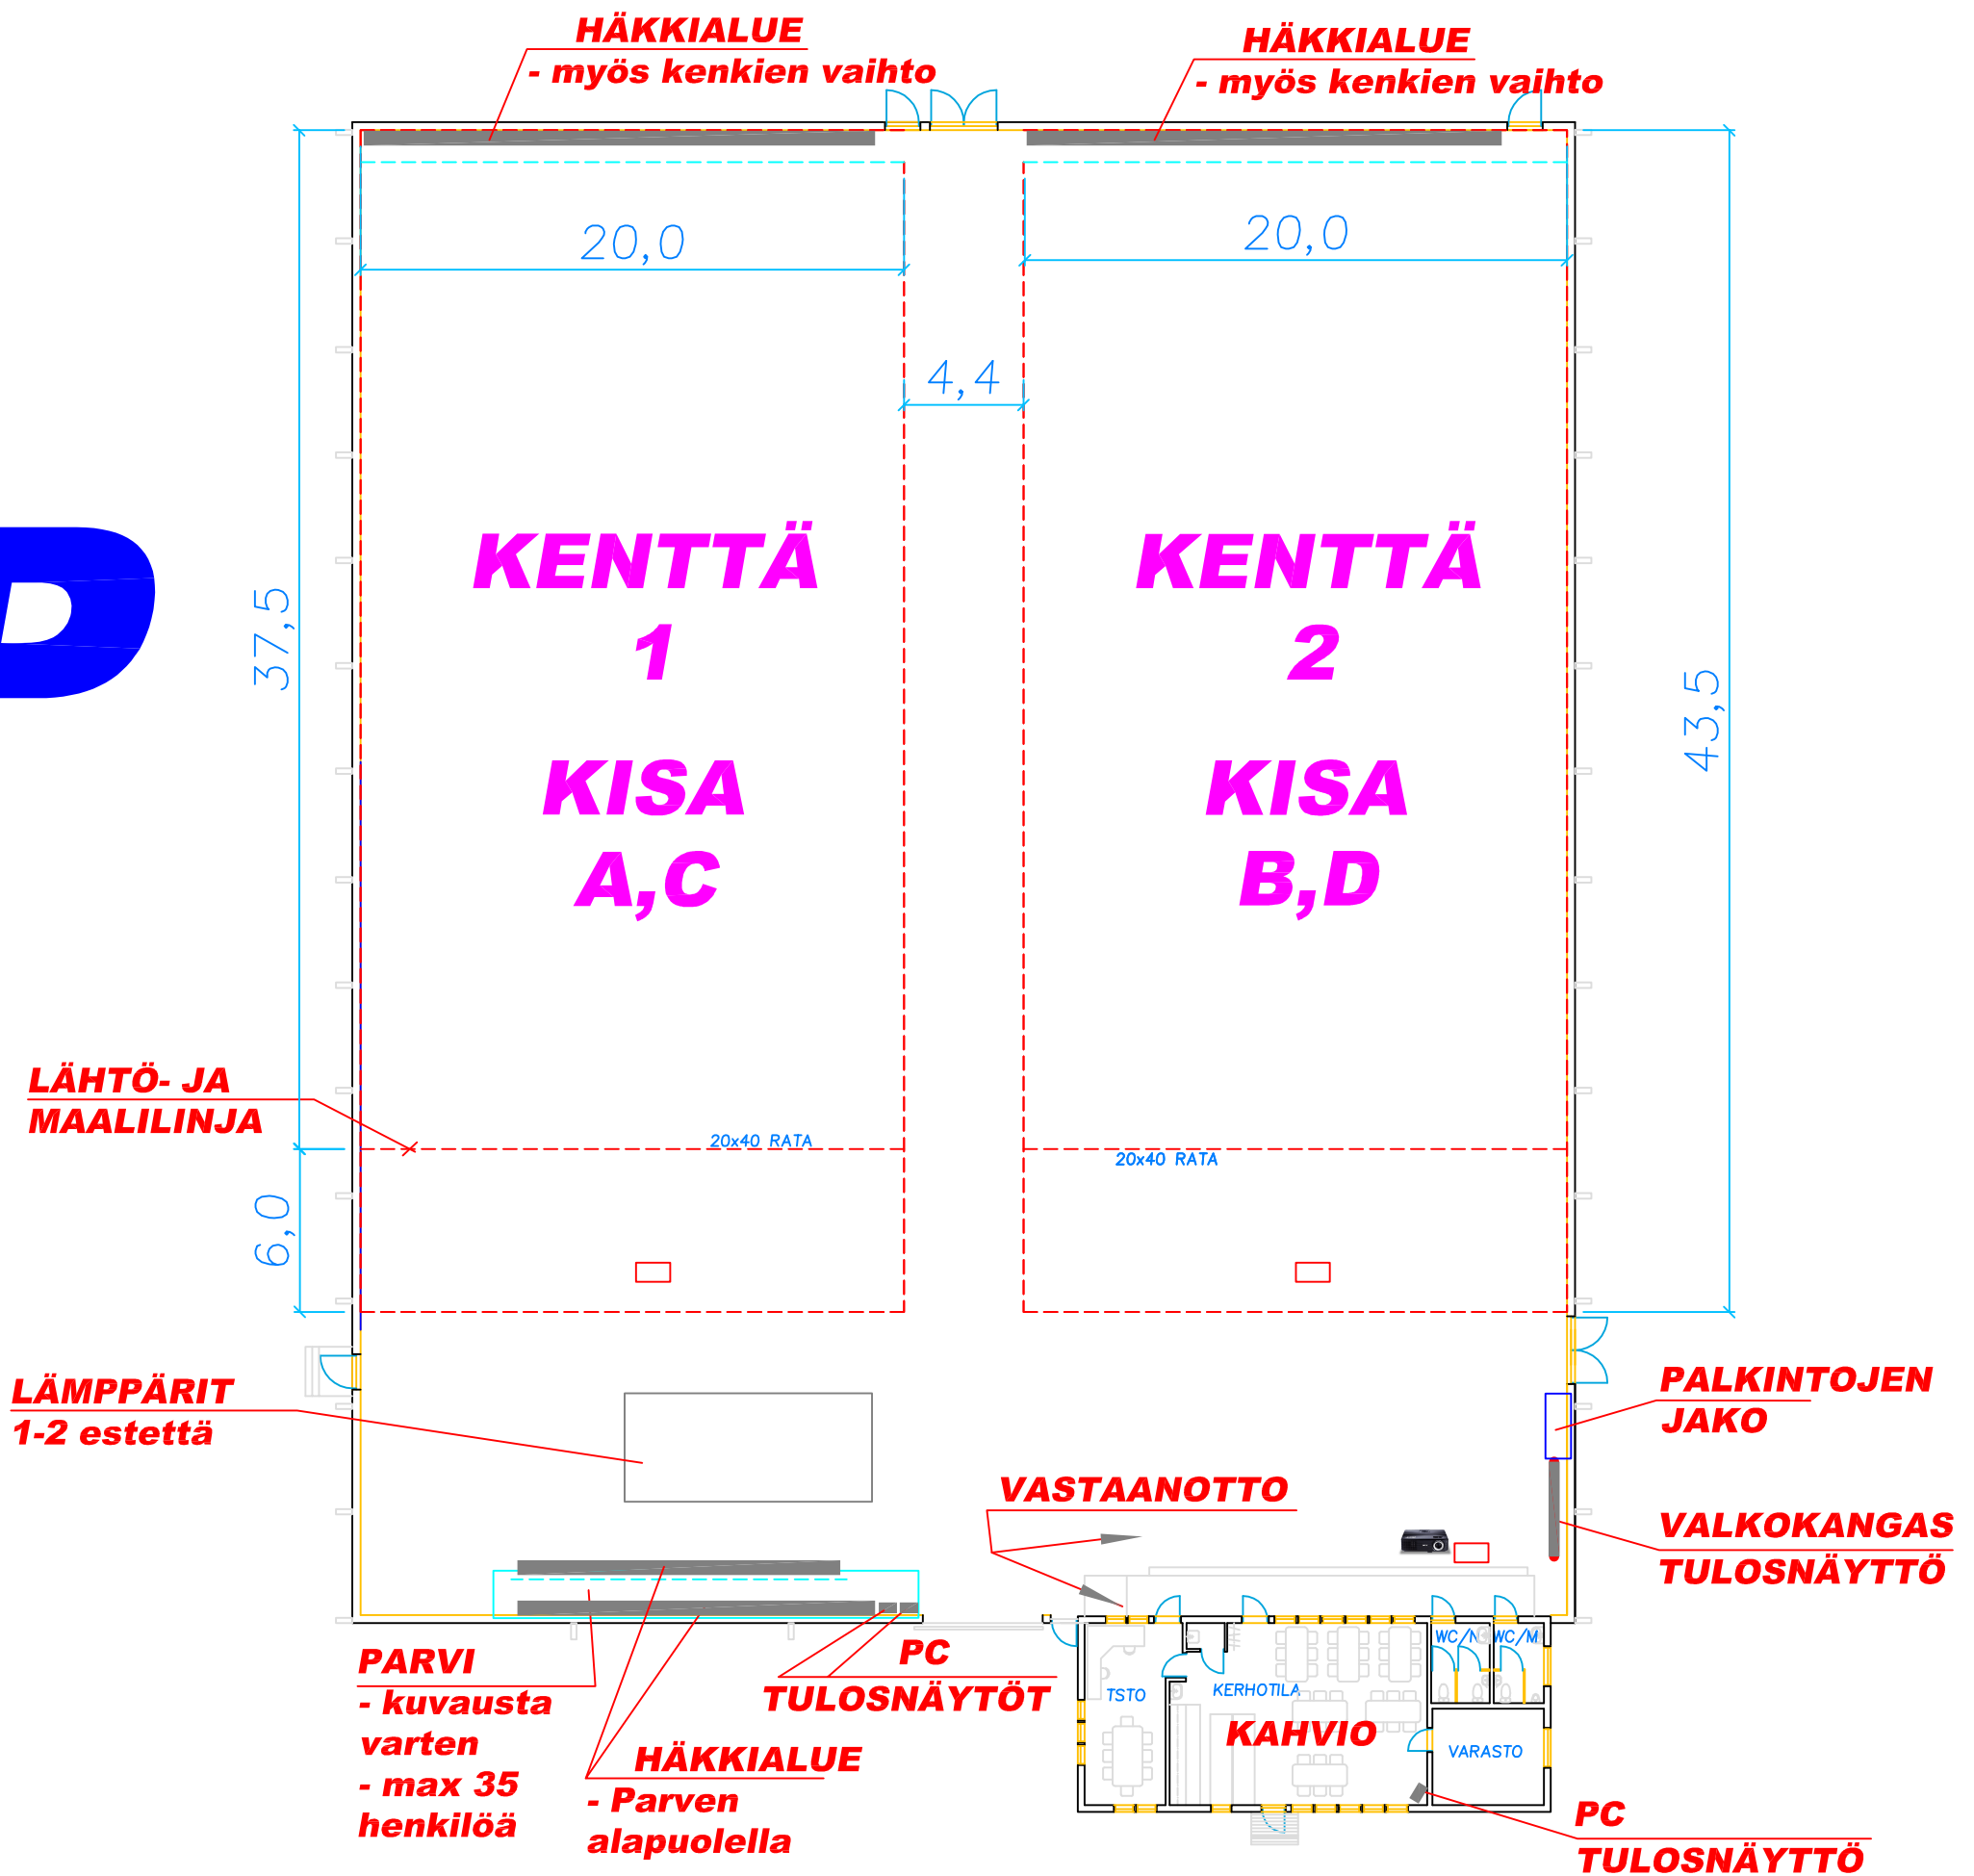 HÄKKIALUE
- myös kenkien vaihto
HÄKKIALUE
- myös kenkien vaihto
20,0
20,0
4,4
KENTTÄ
1
KISA
A,C
KENTTÄ
2
KISA
B,D
37,5
43,5
D
LÄHTÖ- JA
MAALILINJA
20x40 RATA
20x40 RATA
6,0
LÄMPPÄRIT
1-2 estettä
PALKINTOJEN
JAKO
VASTAANOTTO
VALKOKANGAS
TULOSNÄYTTÖ
PARVI
- kuvausta
varten
- max 35
henkilöä
PC
TULOSNÄYTÖT
HÄKKIALUE
- Parven
alapuolella
TSTO
KERHOTILA
KAHVIO
WC/N
WC/M
VARASTO
PC
TULOSNÄYTTÖ